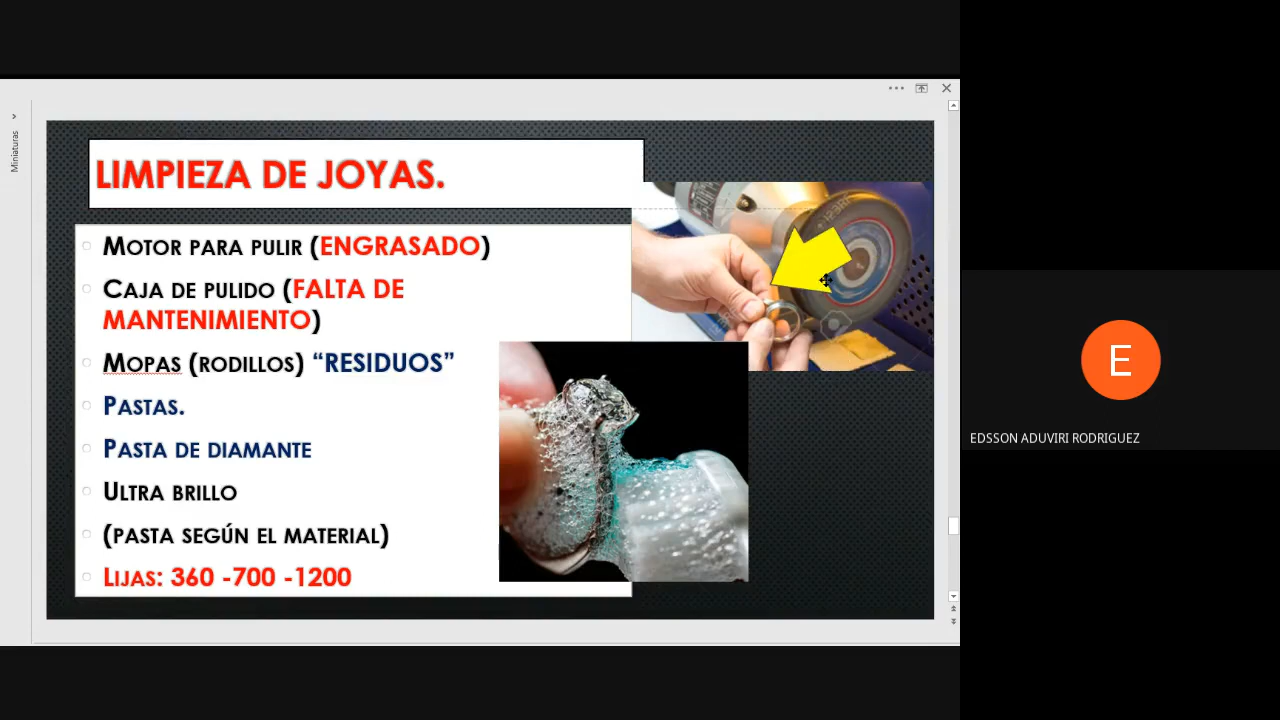 Miniaturas
LIMPIEZA DE JOYAS.
MOTOR PARA PULIR (ENGRASADO)
CAJA DE PULIDO (FALTA DE
MANTENIMIENTO)
MOPAS (RODILLOS) “RESIDUOS”
PASTAS.
PASTA DE DIAMANTE
ULTRA BRILLO
(PASTA SEGÚN EL MATERIAL)
LIJAS: 360 -700 -1200
E
EDSSON ADUVIRI RODRIGUEZ